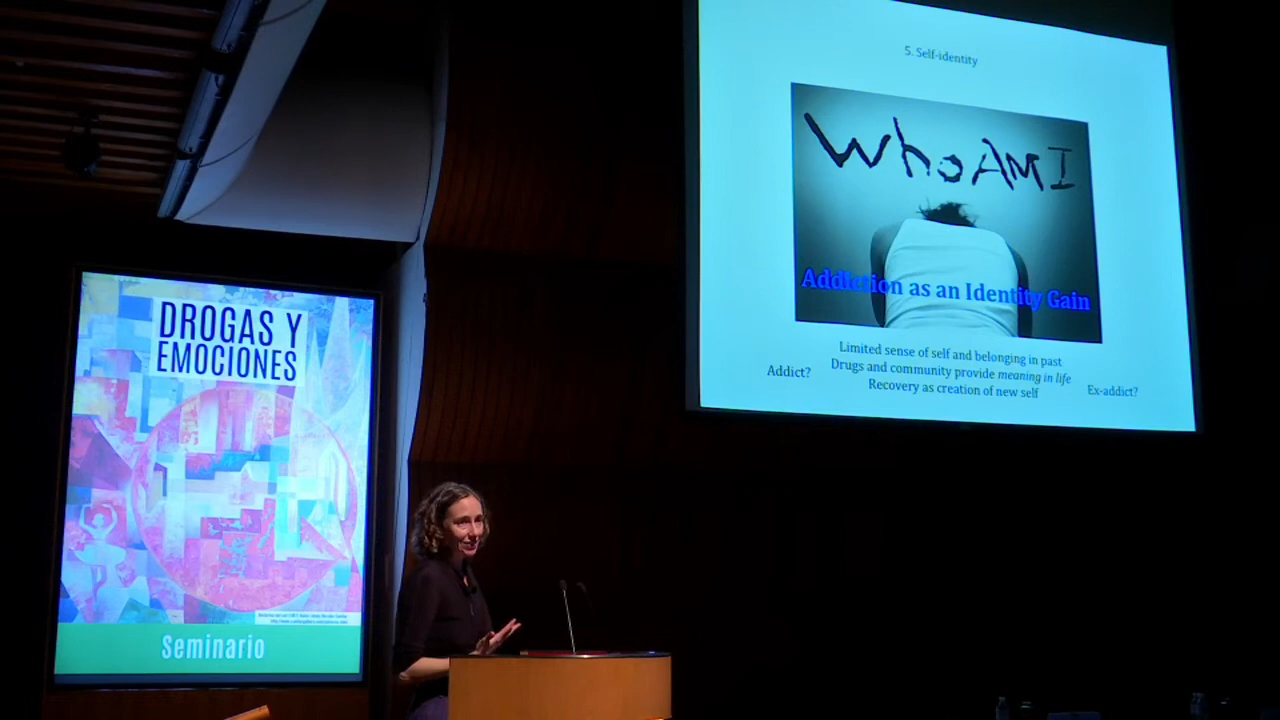 5. Self-identity
WhoAMI
Addiction as an Identity Gain
Limited sense of self and belonging in past
Drugs and community provide meaning in life
Recovery as creation of new self
Addict?
Ex-addict?
DROGAS Y
EMOCIONES
Seminario